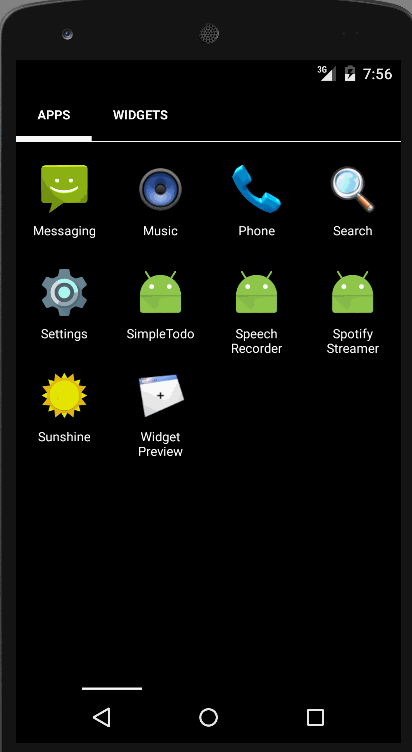 3G 7:56
APPS WIDGETS
Messaging Music Phone Search
Settings SimpleTodo Speech Recorder Spotify Streamer
Sunshine Widget Preview